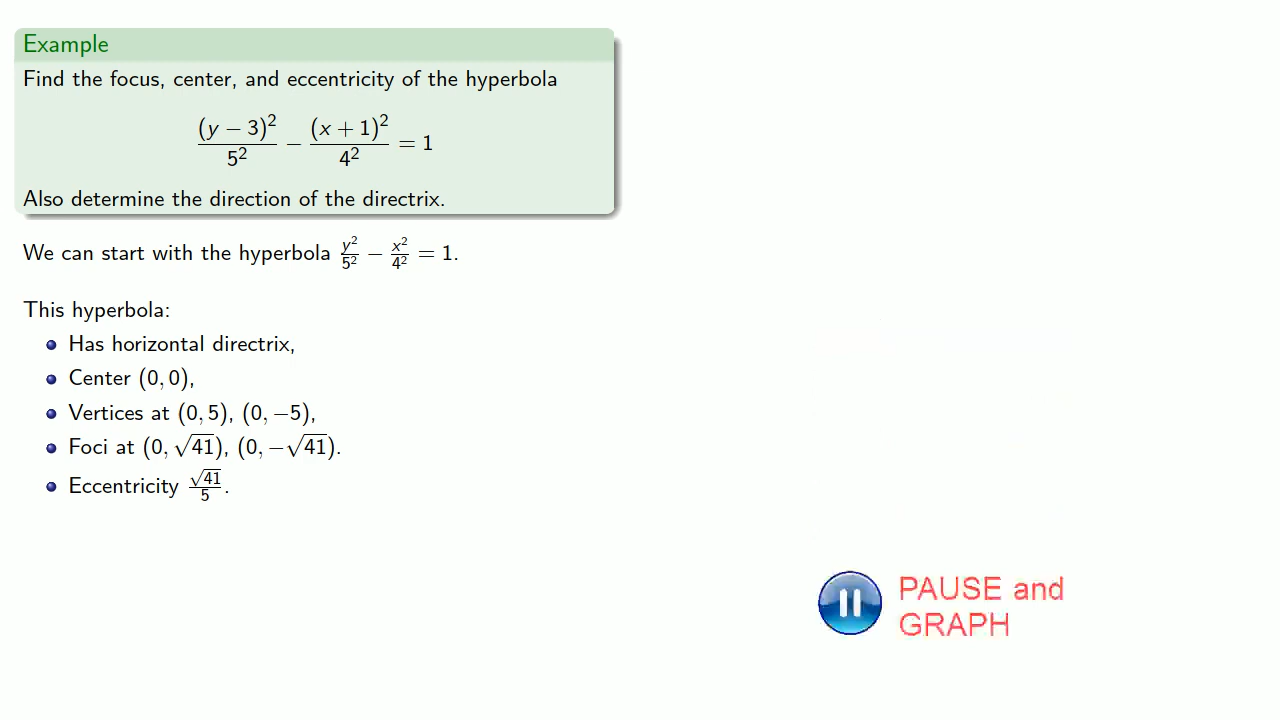 Example
Find the focus, center, and eccentricity of the hyperbola
(y − 3)²/5² − (x + 1)²/4² = 1
Also determine the direction of the directrix.
We can start with the hyperbola y²/5² − x²/4² = 1.
This hyperbola:
Has horizontal directrix,
Center (0, 0),
Vertices at (0, 5), (0, −5),
Foci at (0, √41), (0, −√41).
Eccentricity √41/5.
PAUSE and
GRAPH